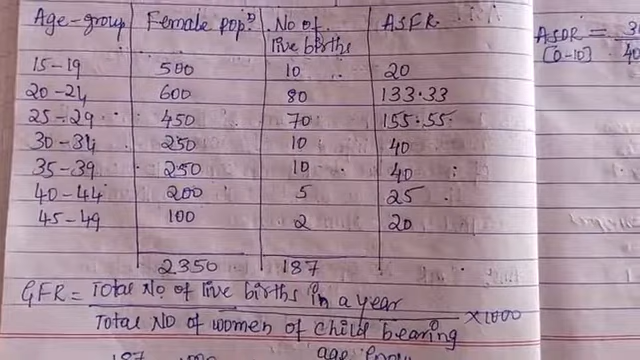 Age-group Female popn. No of live births ASFR
15-19 500 10 20
20-24 600 80 133.33
25-29 450 70 155.55
30-34 250 10 40
35-39 250 10 40
40-44 200 5 25
45-49 100 2 20
2350 187
GFR = Total No of live births in a year
Total NO of women of child bearing ×1000
187
ASDR =
[0-10] 40